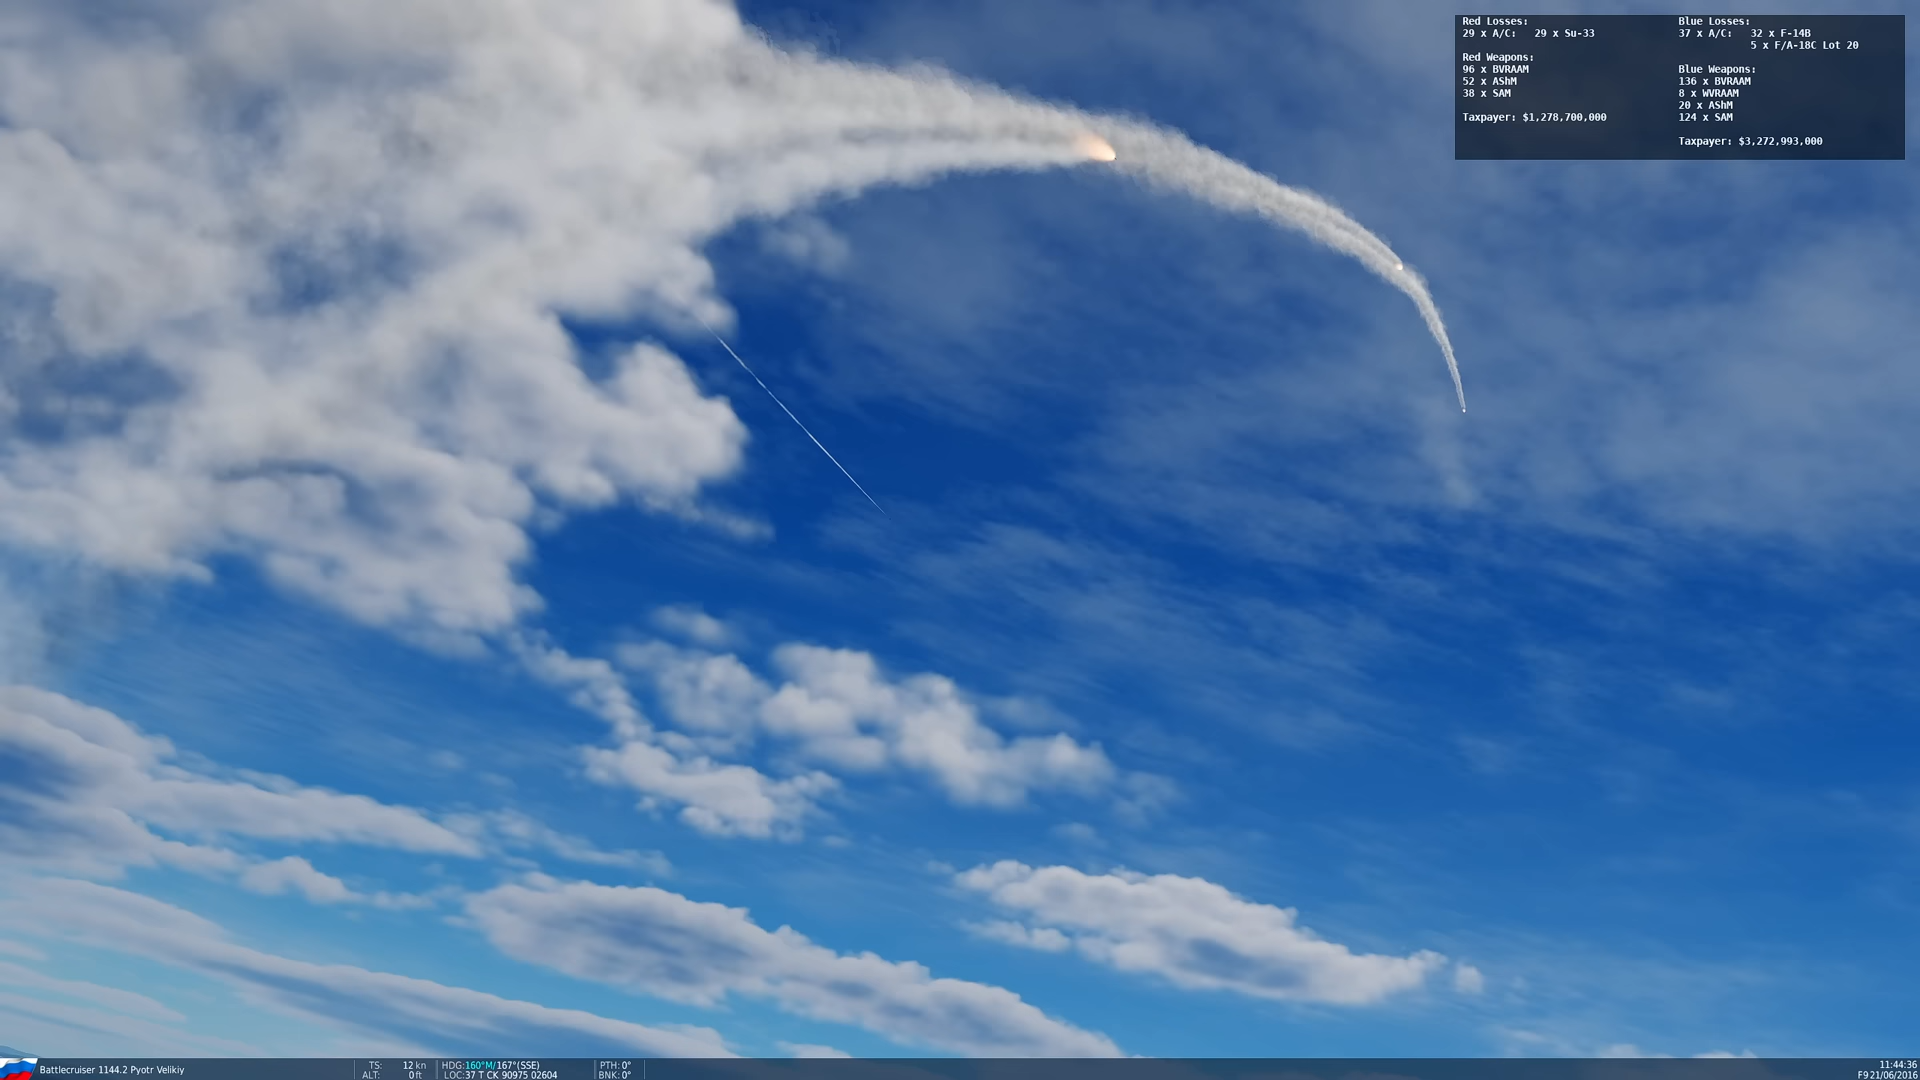 Red Losses:
29 x A/C: 29 x Su-33
Red Weapons:
96 x BVRAAM
52 x AShM
38 x SAM
Taxpayer: $1,278,700,000
Blue Losses:
37 x A/C: 32 x F-14B
5 x F/A-18C Lot 20
Blue Weapons:
136 x BVRAAM
8 x WVRAAM
20 x AShM
124 x SAM
Taxpayer: $3,272,993,000
Battlecruiser 1144.2 Pyotr Velikiy
TS: 12 kn
ALT: 0 ft
HDG:160°M/167°(SSE)
LOC:37 T CK 90975 02604
PTH: 0°
BNK: 0°
11:44:36
F9 21/06/2016